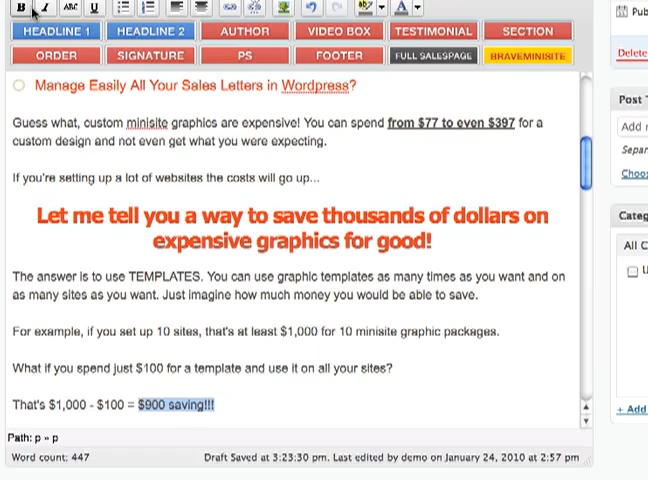 B I ABC U A
HEADLINE 1 HEADLINE 2 AUTHOR VIDEO BOX TESTIMONIAL SECTION
ORDER SIGNATURE PS FOOTER FULL SALESPAGE BRAVEMINISITE
Manage Easily All Your Sales Letters in Wordpress?
Guess what, custom minisite graphics are expensive! You can spend from $77 to even $397 for a
custom design and not even get what you were expecting.
If you're setting up a lot of websites the costs will go up...
Let me tell you a way to save thousands of dollars on
expensive graphics for good!
The answer is to use TEMPLATES. You can use graphic templates as many times as you want and on
as many sites as you want. Just imagine how much money you would be able to save.
For example, if you set up 10 sites, that's at least $1,000 for 10 minisite graphic packages.
What if you spend just $100 for a template and use it on all your sites?
That's $1,000 - $100 = $900 saving!!!
Path: p » p
Word count: 447 Draft Saved at 3:23:30 pm. Last edited by demo on January 24, 2010 at 2:57 pm
Pub
Delete
Post
Add
Separ
Choo
Categ
All C
U
+ Add